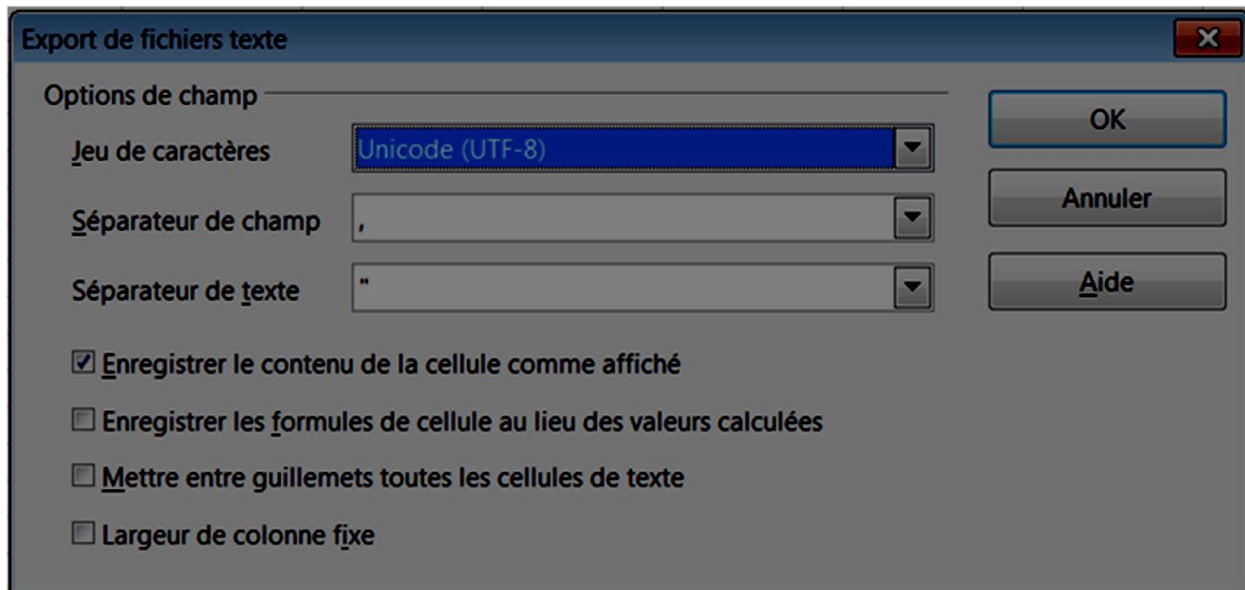 Export de fichiers texte
Options de champ
Jeu de caractères
Unicode (UTF-8)
OK
Séparateur de champ
,
Annuler
Séparateur de texte
"
Aide
Enregistrer le contenu de la cellule comme affiché
Enregistrer les formules de cellule au lieu des valeurs calculées
Mettre entre guillemets toutes les cellules de texte
Largeur de colonne fixe